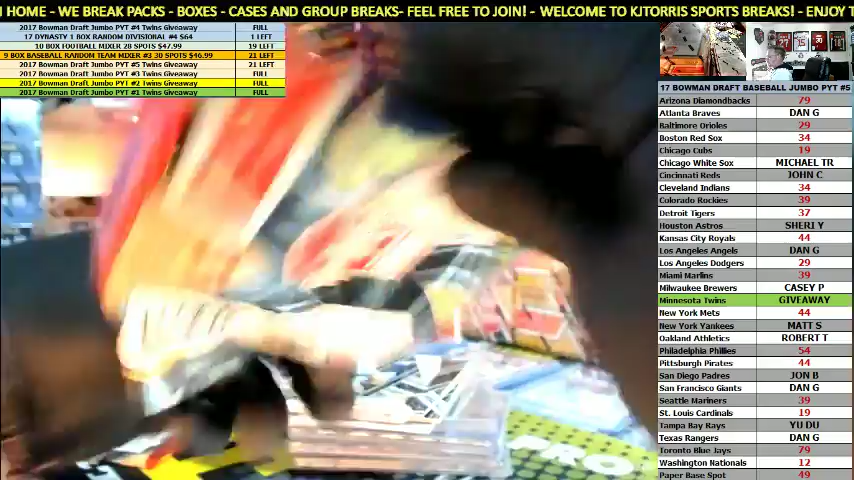 N HOME - WE BREAK PACKS - BOXES - CASES AND GROUP BREAKS- FEEL FREE TO JOIN! - WELCOME TO KJTORRIS SPORTS BREAKS! - ENJOY T
2017 Bowman Draft Jumbo PYT #4 Twins Giveaway FULL
17 DYNASTY 1 BOX RANDOM DIVISIONAL #4 $64 1 LEFT
10 BOX FOOTBALL MIXER 28 SPOTS $47.99 19 LEFT
9 BOX BASEBALL RANDOM TEAM MIXER #3 30 SPOTS $46.99 21 LEFT
2017 Bowman Draft Jumbo PYT #5 Twins Giveaway 21 LEFT
2017 Bowman Draft Jumbo PYT #3 Twins Giveaway FULL
2017 Bowman Draft Jumbo PYT #2 Twins Giveaway FULL
2017 Bowman Draft Jumbo PYT #1 Twins Giveaway FULL
17 BOWMAN DRAFT BASEBALL JUMBO PYT #5
Arizona Diamondbacks 79
Atlanta Braves DAN G
Baltimore Orioles 29
Boston Red Sox 34
Chicago Cubs 19
Chicago White Sox MICHAEL TR
Cincinnati Reds JOHN C
Cleveland Indians 34
Colorado Rockies 39
Detroit Tigers 37
Houston Astros SHERI Y
Kansas City Royals 44
Los Angeles Angels DAN G
Los Angeles Dodgers 29
Miami Marlins 39
Milwaukee Brewers CASEY P
Minnesota Twins GIVEAWAY
New York Mets 44
New York Yankees MATT S
Oakland Athletics ROBERT T
Philadelphia Phillies 54
Pittsburgh Pirates 44
San Diego Padres JON B
San Francisco Giants DAN G
Seattle Mariners 39
St. Louis Cardinals 19
Tampa Bay Rays YU DU
Texas Rangers DAN G
Toronto Blue Jays 79
Washington Nationals 12
Paper Base Spot 49
PRO